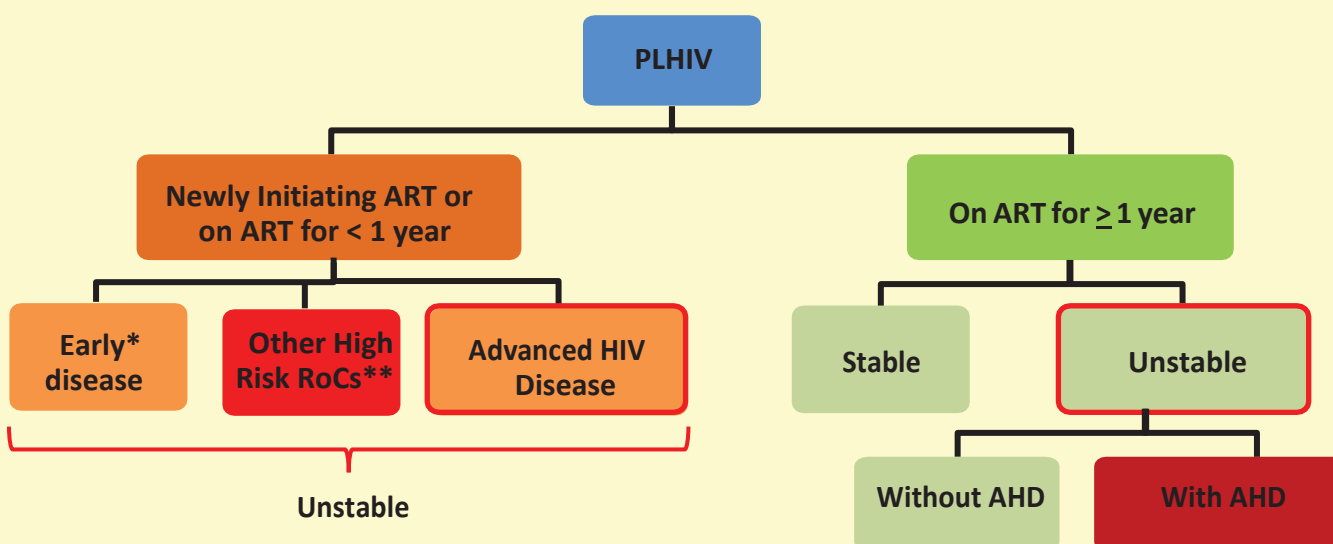 PLHIV
Newly Initiating ART or
on ART for < 1 year
On ART for ≥ 1 year
Early*
disease
Other High
Risk RoCs**
Advanced HIV
Disease
Stable
Unstable
Unstable
Without AHD
With AHD